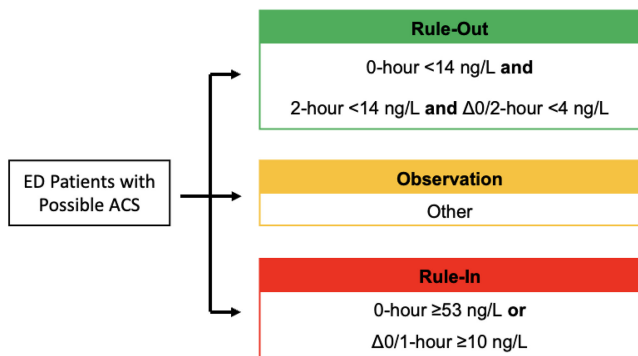 Rule-Out
0-hour <14 ng/L and
2-hour <14 ng/L and Δ0/2-hour <4 ng/L
ED Patients with
Possible ACS
Observation
Other
Rule-In
0-hour ≥53 ng/L or
Δ0/1-hour ≥10 ng/L